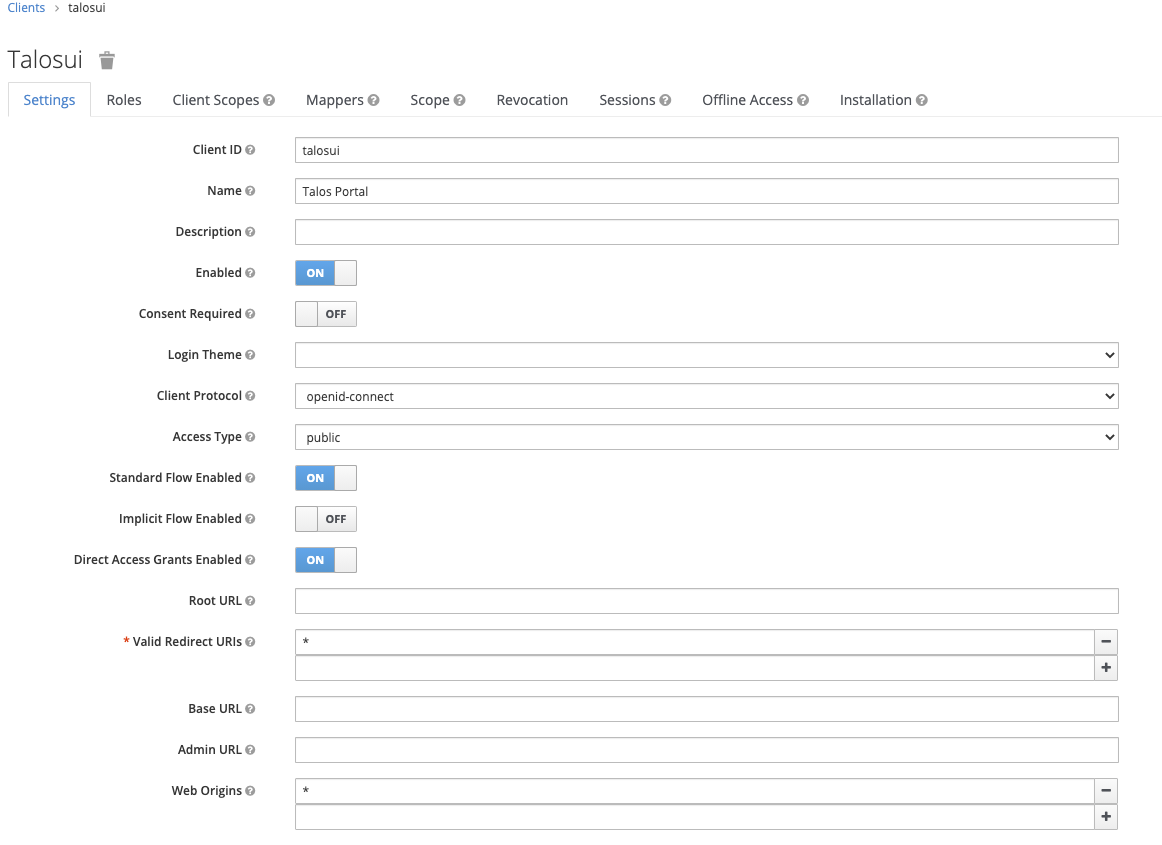 Clients > talosui
Talosui
Settings Roles Client Scopes Mappers Scope Revocation Sessions Offline Access Installation
Client ID talosui
Name Talos Portal
Description
Enabled ON
Consent Required OFF
Login Theme
Client Protocol openid-connect
Access Type public
Standard Flow Enabled ON
Implicit Flow Enabled OFF
Direct Access Grants Enabled ON
Root URL
* Valid Redirect URIs *
Base URL
Admin URL
Web Origins *